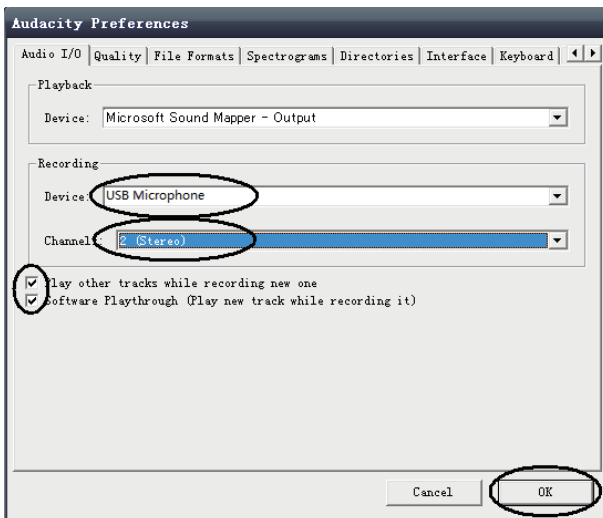 Audacity Preferences
Audio I/O Quality File Formats Spectrograms Directories Interface Keyboard
Playback
Device: Microsoft Sound Mapper - Output
Recording
Device: USB Microphone
Channels: 2 (Stereo)
Play other tracks while recording new one
Software Playthrough (Play new track while recording it)
Cancel OK